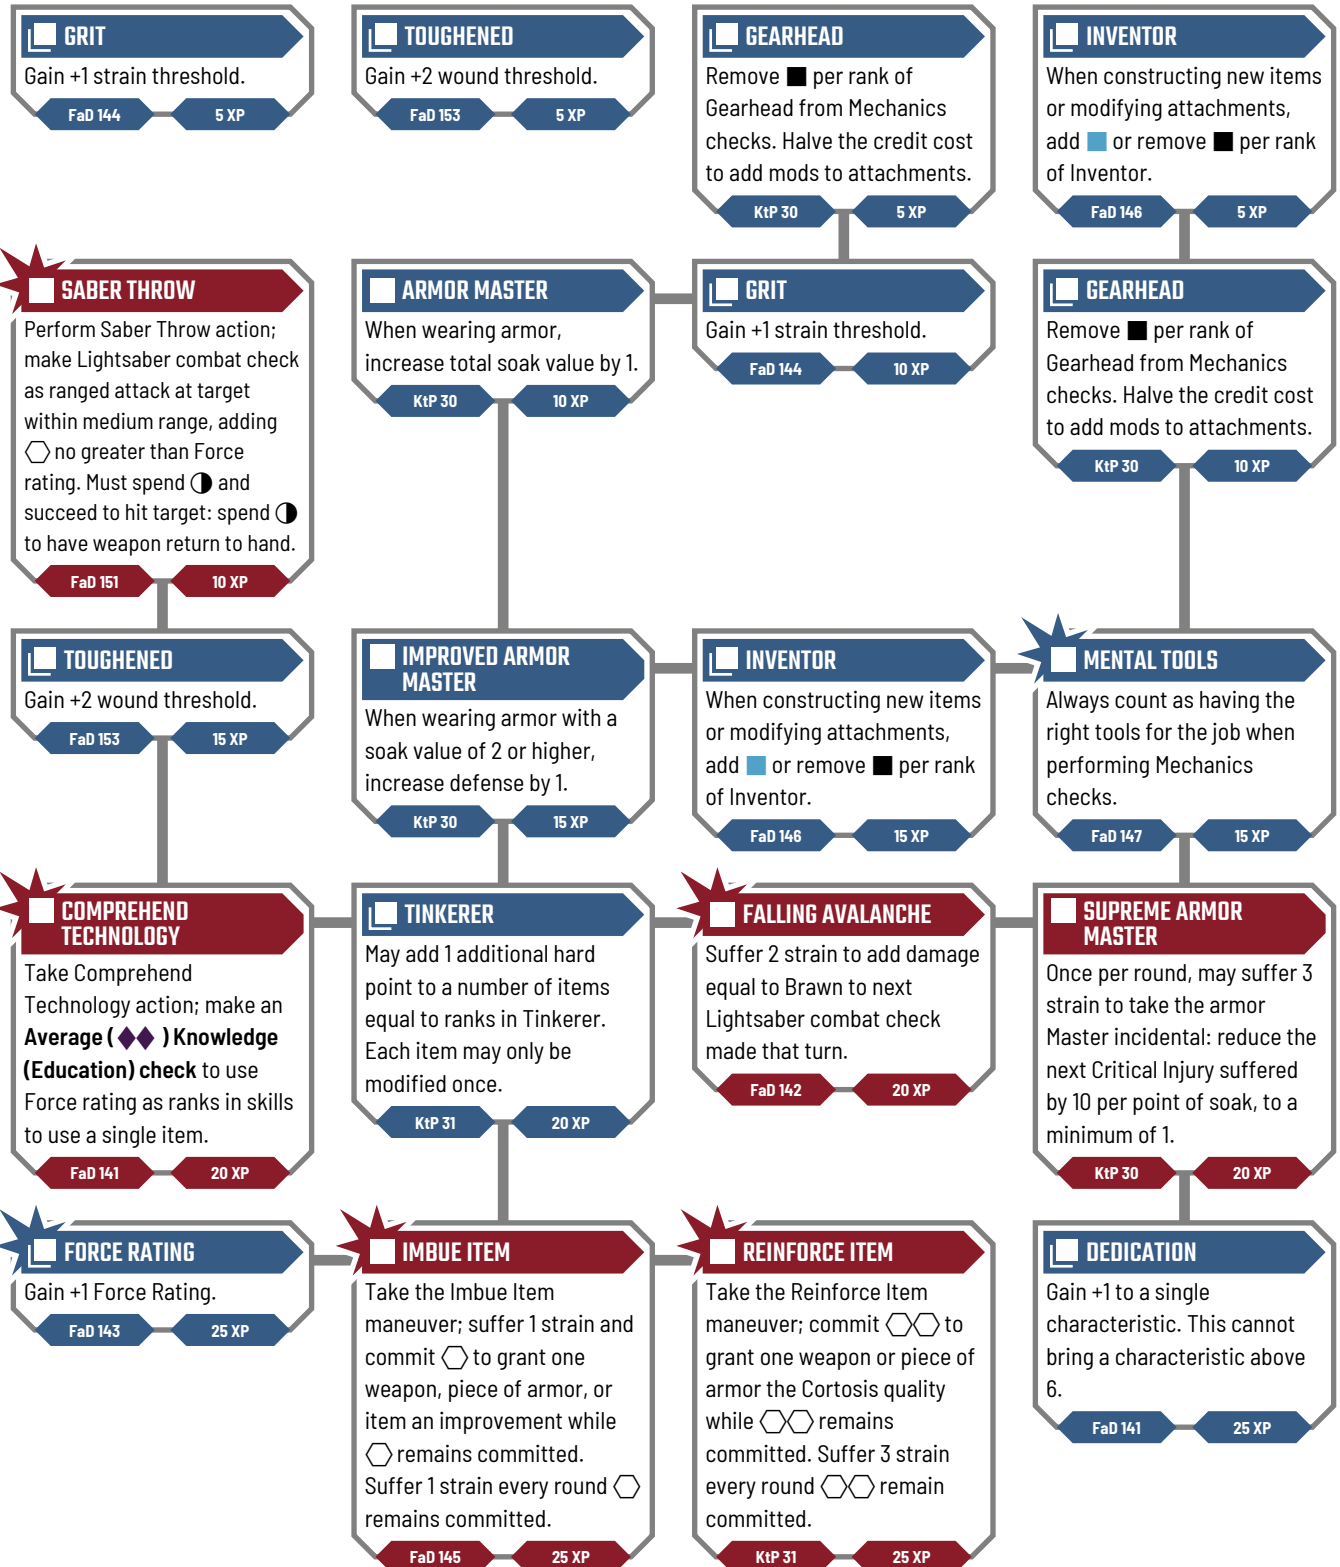 GRIT
Gain +1 strain threshold.
FaD 144
5 XP
TOUGHENED
Gain +2 wound threshold.
FaD 153
5 XP
GEARHEAD
Remove ■ per rank of
Gearhead from Mechanics
checks. Halve the credit cost
to add mods to attachments.
KtP 30
5 XP
INVENTOR
When constructing new items
or modifying attachments,
add ■ or remove ■ per rank
of Inventor.
FaD 146
5 XP
SABER THROW
Perform Saber Throw action;
make Lightsaber combat check
as ranged attack at target
within medium range, adding
⬡ no greater than Force
rating. Must spend ◑ and
succeed to hit target: spend ◑
to have weapon return to hand.
FaD 151
10 XP
ARMOR MASTER
When wearing armor,
increase total soak value by 1.
KtP 30
10 XP
GRIT
Gain +1 strain threshold.
FaD 144
10 XP
GEARHEAD
Remove ■ per rank of
Gearhead from Mechanics
checks. Halve the credit cost
to add mods to attachments.
KtP 30
10 XP
TOUGHENED
Gain +2 wound threshold.
FaD 153
15 XP
IMPROVED ARMOR
MASTER
When wearing armor with a
soak value of 2 or higher,
increase defense by 1.
KtP 30
15 XP
INVENTOR
When constructing new items
or modifying attachments,
add ■ or remove ■ per rank
of Inventor.
FaD 146
15 XP
MENTAL TOOLS
Always count as having the
right tools for the job when
performing Mechanics
checks.
FaD 147
15 XP
COMPREHEND
TECHNOLOGY
Take Comprehend
Technology action; make an
Average (◆◆ ) Knowledge
(Education) check to use
Force rating as ranks in skills
to use a single item.
FaD 141
20 XP
TINKERER
May add 1 additional hard
point to a number of items
equal to ranks in Tinkerer.
Each item may only be
modified once.
KtP 31
20 XP
FALLING AVALANCHE
Suffer 2 strain to add damage
equal to Brawn to next
Lightsaber combat check
made that turn.
FaD 142
20 XP
SUPREME ARMOR
MASTER
Once per round, may suffer 3
strain to take the armor
Master incidental: reduce the
next Critical Injury suffered
by 10 per point of soak, to a
minimum of 1.
KtP 30
20 XP
FORCE RATING
Gain +1 Force Rating.
FaD 143
25 XP
IMBUE ITEM
Take the Imbue Item
maneuver; suffer 1 strain and
commit ⬡ to grant one
weapon, piece of armor, or
item an improvement while
⬡ remains committed.
Suffer 1 strain every round ⬡
remains committed.
FaD 145
25 XP
REINFORCE ITEM
Take the Reinforce Item
maneuver; commit ⬡⬡ to
grant one weapon or piece of
armor the Cortosis quality
while ⬡⬡ remains
committed. Suffer 3 strain
every round ⬡⬡ remain
committed.
KtP 31
25 XP
DEDICATION
Gain +1 to a single
characteristic. This cannot
bring a characteristic above
6.
FaD 141
25 XP